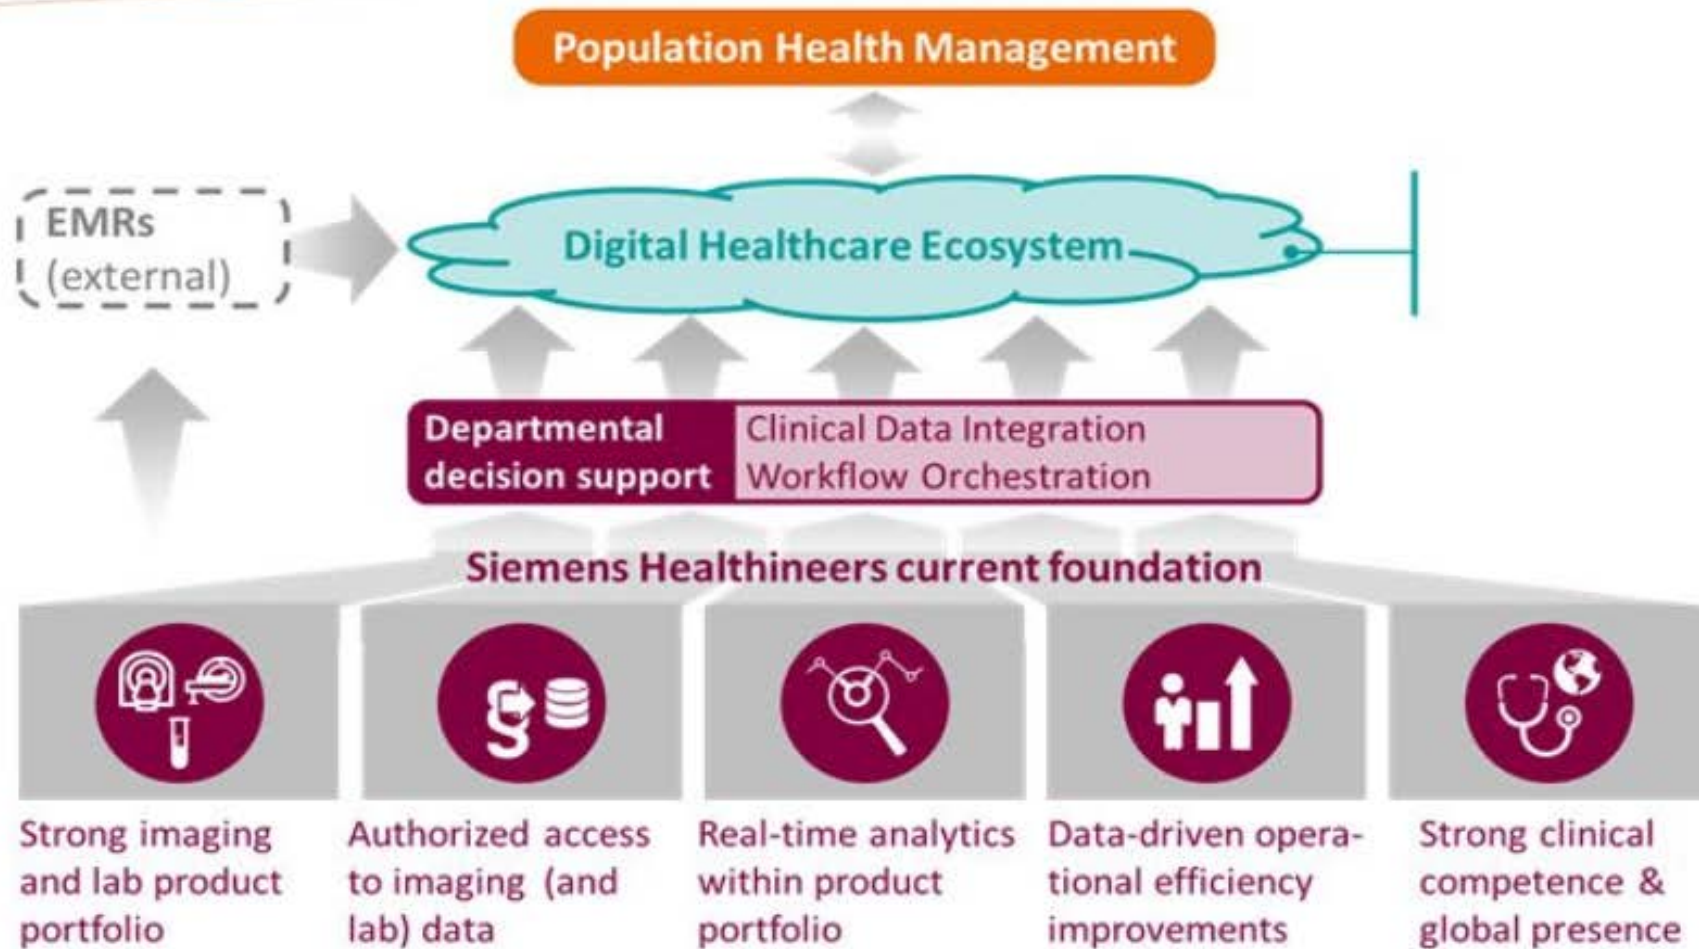 Population Health Management
EMRs
(external)
Digital Healthcare Ecosystem
Departmental
decision support
Clinical Data Integration
Workflow Orchestration
Siemens Healthineers current foundation
Strong imaging
and lab product
portfolio
Authorized access
to imaging (and
lab) data
Real-time analytics
within product
portfolio
Data-driven opera-
tional efficiency
improvements
Strong clinical
competence &
global presence